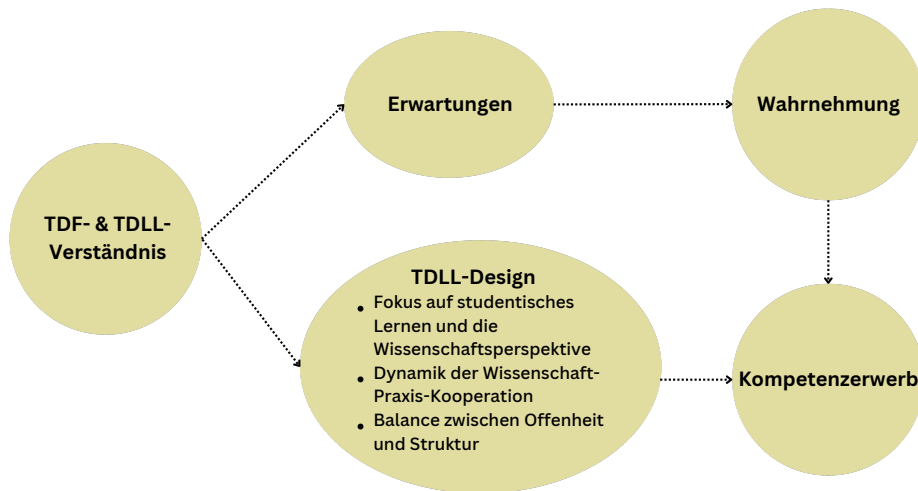 Erwartungen
Wahrnehmung
TDF- & TDLL-
Verständnis
TDLL-Design
• Fokus auf studentisches
Lernen und die
Wissenschaftsperspektive
• Dynamik der Wissenschaft-
Praxis-Kooperation
• Balance zwischen Offenheit
und Struktur
Kompetenzerwerb